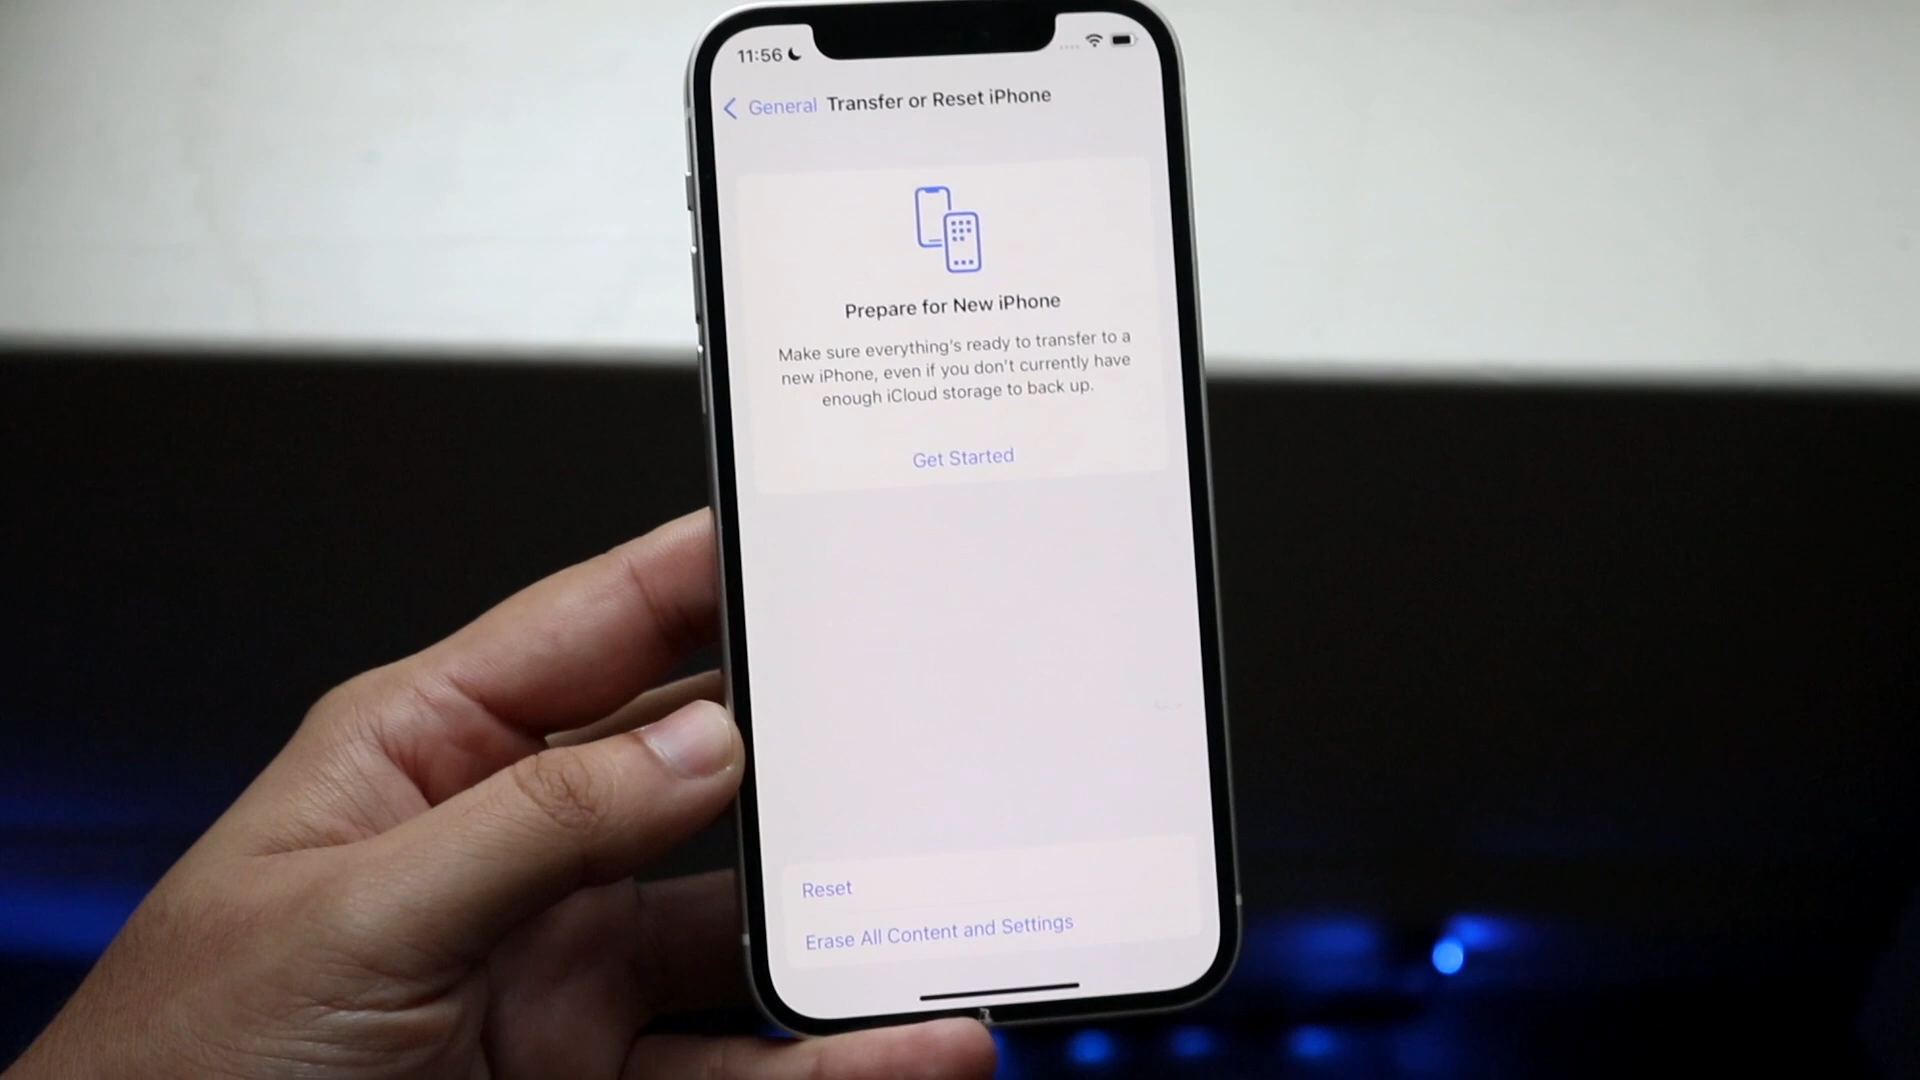 11:56
General Transfer or Reset iPhone
Prepare for New iPhone
Make sure everything's ready to transfer to a
new iPhone, even if you don't currently have
enough iCloud storage to back up.
Get Started
Reset
Erase All Content and Settings